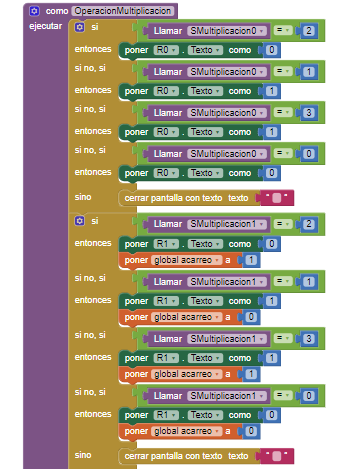 como OperacionMultiplicacion
ejecutar si Llamar SMultiplicacion0 = 2
entonces poner R0 . Texto como 0
si no, si Llamar SMultiplicacion0 = 1
entonces poner R0 . Texto como 1
si no, si Llamar SMultiplicacion0 = 3
entonces poner R0 . Texto como 1
si no, si Llamar SMultiplicacion0 = 0
entonces poner R0 . Texto como 0
sino cerrar pantalla con texto texto " "
si Llamar SMultiplicacion1 = 2
entonces poner R1 . Texto como 0
poner global acarreo a 1
si no, si Llamar SMultiplicacion1 = 1
entonces poner R1 . Texto como 1
poner global acarreo a 0
si no, si Llamar SMultiplicacion1 = 3
entonces poner R1 . Texto como 1
poner global acarreo a 1
si no, si Llamar SMultiplicacion1 = 0
entonces poner R1 . Texto como 0
poner global acarreo a 0
sino cerrar pantalla con texto texto " "